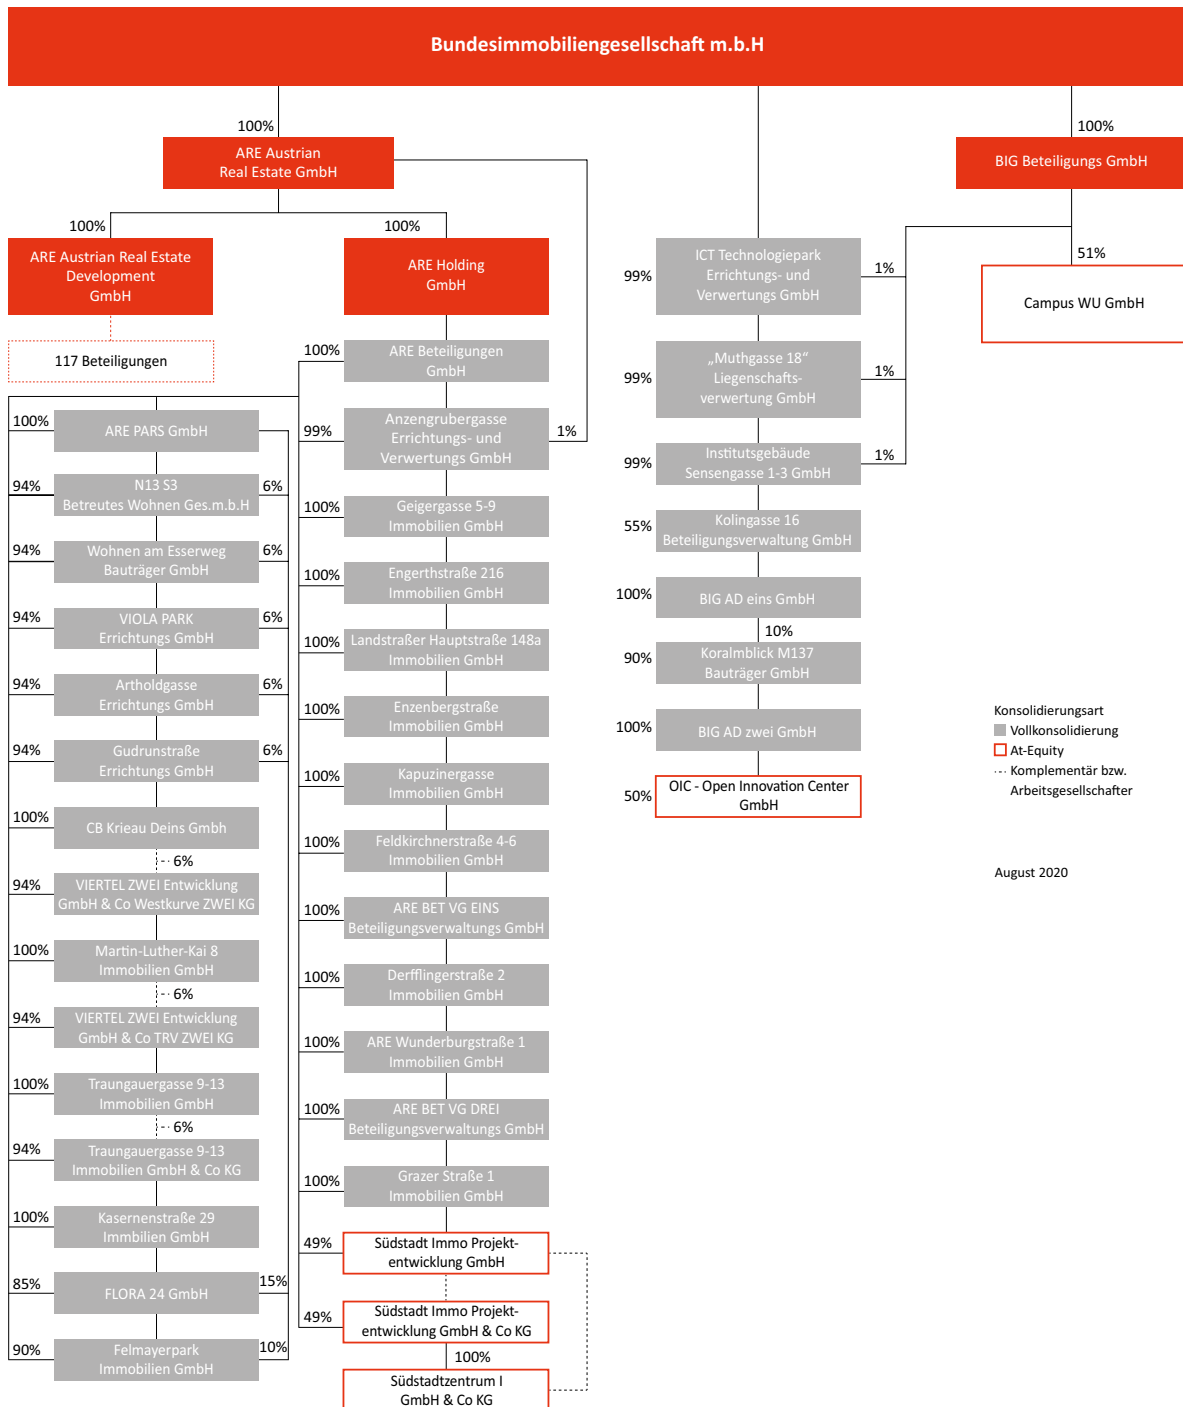 Bundesimmobiliengesellschaft m.b.H
100%
ARE Austrian
Real Estate GmbH
100%
BIG Beteiligungs GmbH
100%
ARE Austrian Real Estate
Development
GmbH
117 Beteiligungen
100%
ARE Holding
GmbH
100%
ARE PARS GmbH
94%
N13 S3
Betreutes Wohnen Ges.m.b.H
6%
94%
Wohnen am Esserweg
Bauträger GmbH
6%
94%
VIOLA PARK
Errichtungs GmbH
6%
94%
Artholdgasse
Errichtungs GmbH
6%
94%
Gudrunstraße
Errichtungs GmbH
6%
100%
CB Krieau Deins Gmbh
6%
94%
VIERTEL ZWEI Entwicklung
GmbH & Co Westkurve ZWEI KG
100%
Martin-Luther-Kai 8
Immobilien GmbH
6%
94%
VIERTEL ZWEI Entwicklung
GmbH & Co TRV ZWEI KG
100%
Traungauergasse 9-13
Immobilien GmbH
6%
94%
Traungauergasse 9-13
Immobilien GmbH & Co KG
100%
Kasernenstraße 29
Immbilien GmbH
85%
FLORA 24 GmbH
15%
90%
Felmayerpark
Immobilien GmbH
10%
100%
ARE Beteiligungen
GmbH
99%
Anzengrubergasse
Errichtungs- und
Verwertungs GmbH
1%
100%
Geigergasse 5-9
Immobilien GmbH
100%
Engerthstraße 216
Immobilien GmbH
100%
Landstraßer Hauptstraße 148a
Immobilien GmbH
100%
Enzenbergstraße
Immobilien GmbH
100%
Kapuzinergasse
Immobilien GmbH
100%
Feldkirchnerstraße 4-6
Immobilien GmbH
100%
ARE BET VG EINS
Beteiligungsverwaltungs GmbH
100%
Derfflingerstraße 2
Immobilien GmbH
100%
ARE Wunderburgstraße 1
Immobilien GmbH
100%
ARE BET VG DREI
Beteiligungsverwaltungs GmbH
100%
Grazer Straße 1
Immobilien GmbH
49%
Südstadt Immo Projekt-
entwicklung GmbH
49%
Südstadt Immo Projekt-
entwicklung GmbH & Co KG
100%
Südstadtzentrum I
GmbH & Co KG
99%
ICT Technologiepark
Errichtungs- und
Verwertungs GmbH
1%
99%
„Muthgasse 18“
Liegenschafts-
verwertung GmbH
1%
99%
Institutsgebäude
Sensengasse 1-3 GmbH
1%
55%
Kolingasse 16
Beteiligungsverwaltung GmbH
100%
BIG AD eins GmbH
10%
90%
Koralmblick M137
Bauträger GmbH
100%
BIG AD zwei GmbH
50%
OIC - Open Innovation Center
GmbH
51%
Campus WU GmbH
Konsolidierungsart
Vollkonsolidierung
At-Equity
Komplementär bzw.
Arbeitsgesellschafter
August 2020